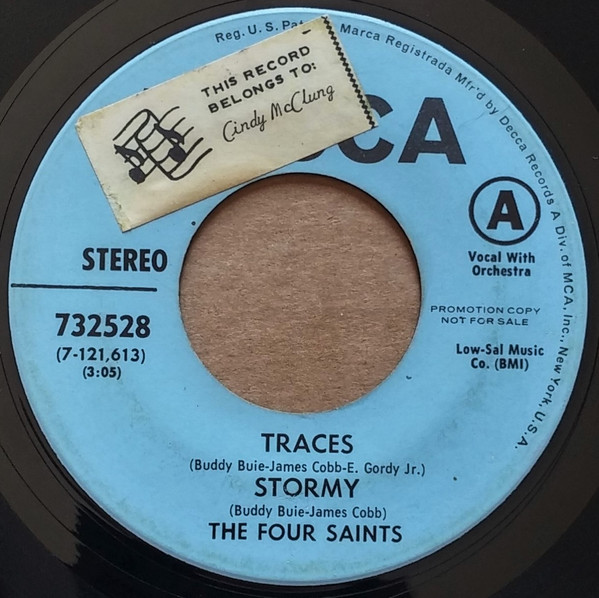 Reg. U.S. Pat
Marca Registrada Mfr'd by Decca Records A Div. of MCA, Inc., New York, U.S.A.
THIS RECORD
BELONGS TO:
Cindy McClung
CA
A
Vocal With
Orchestra
STEREO
732528
(7-121,613)
(3:05)
PROMOTION COPY
NOT FOR SALE
Low-Sal Music
Co. (BMI)
TRACES
(Buddy Buie-James Cobb-E. Gordy Jr.)
STORMY
(Buddy Buie-James Cobb)
THE FOUR SAINTS